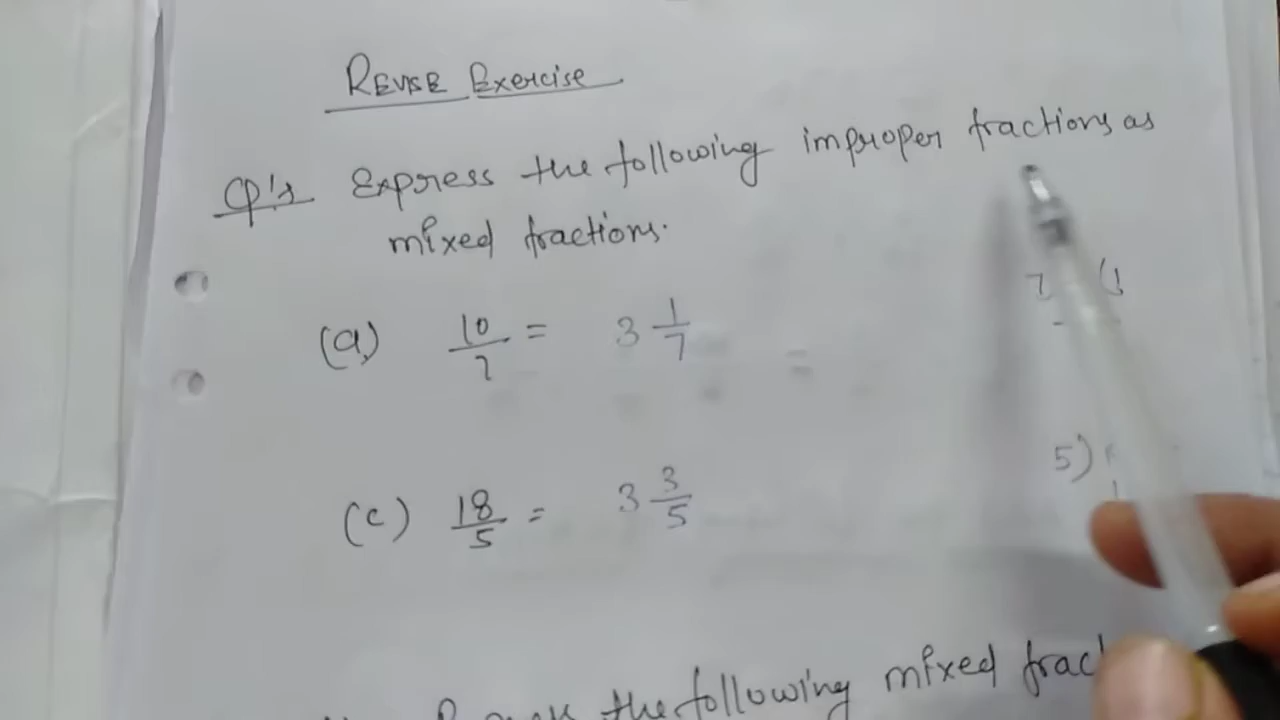 REVISE Exercise
Q's Express the following improper fractions as
mixed fractions.
(a) 10/7 = 3 1/7
(c) 18/5 = 3 3/5
5)
the following mixed